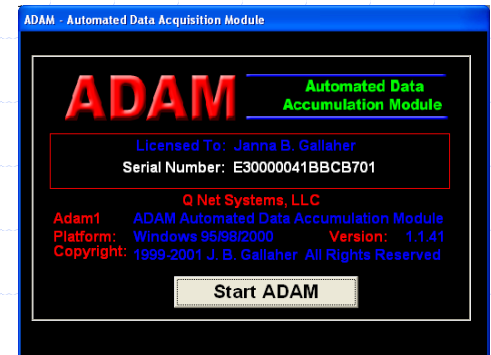 ADAM - Automated Data Acquisition Module
ADAM
Automated Data
Accumulation Module
Licensed To: Janna B. Gallaher
Serial Number: E30000041BBCB701
Q Net Systems, LLC
Adam1 ADAM Automated Data Accumulation Module
Platform: Windows 95/98/2000 Version: 1.1.41
Copyright: 1999-2001 J. B. Gallaher All Rights Reserved
Start ADAM